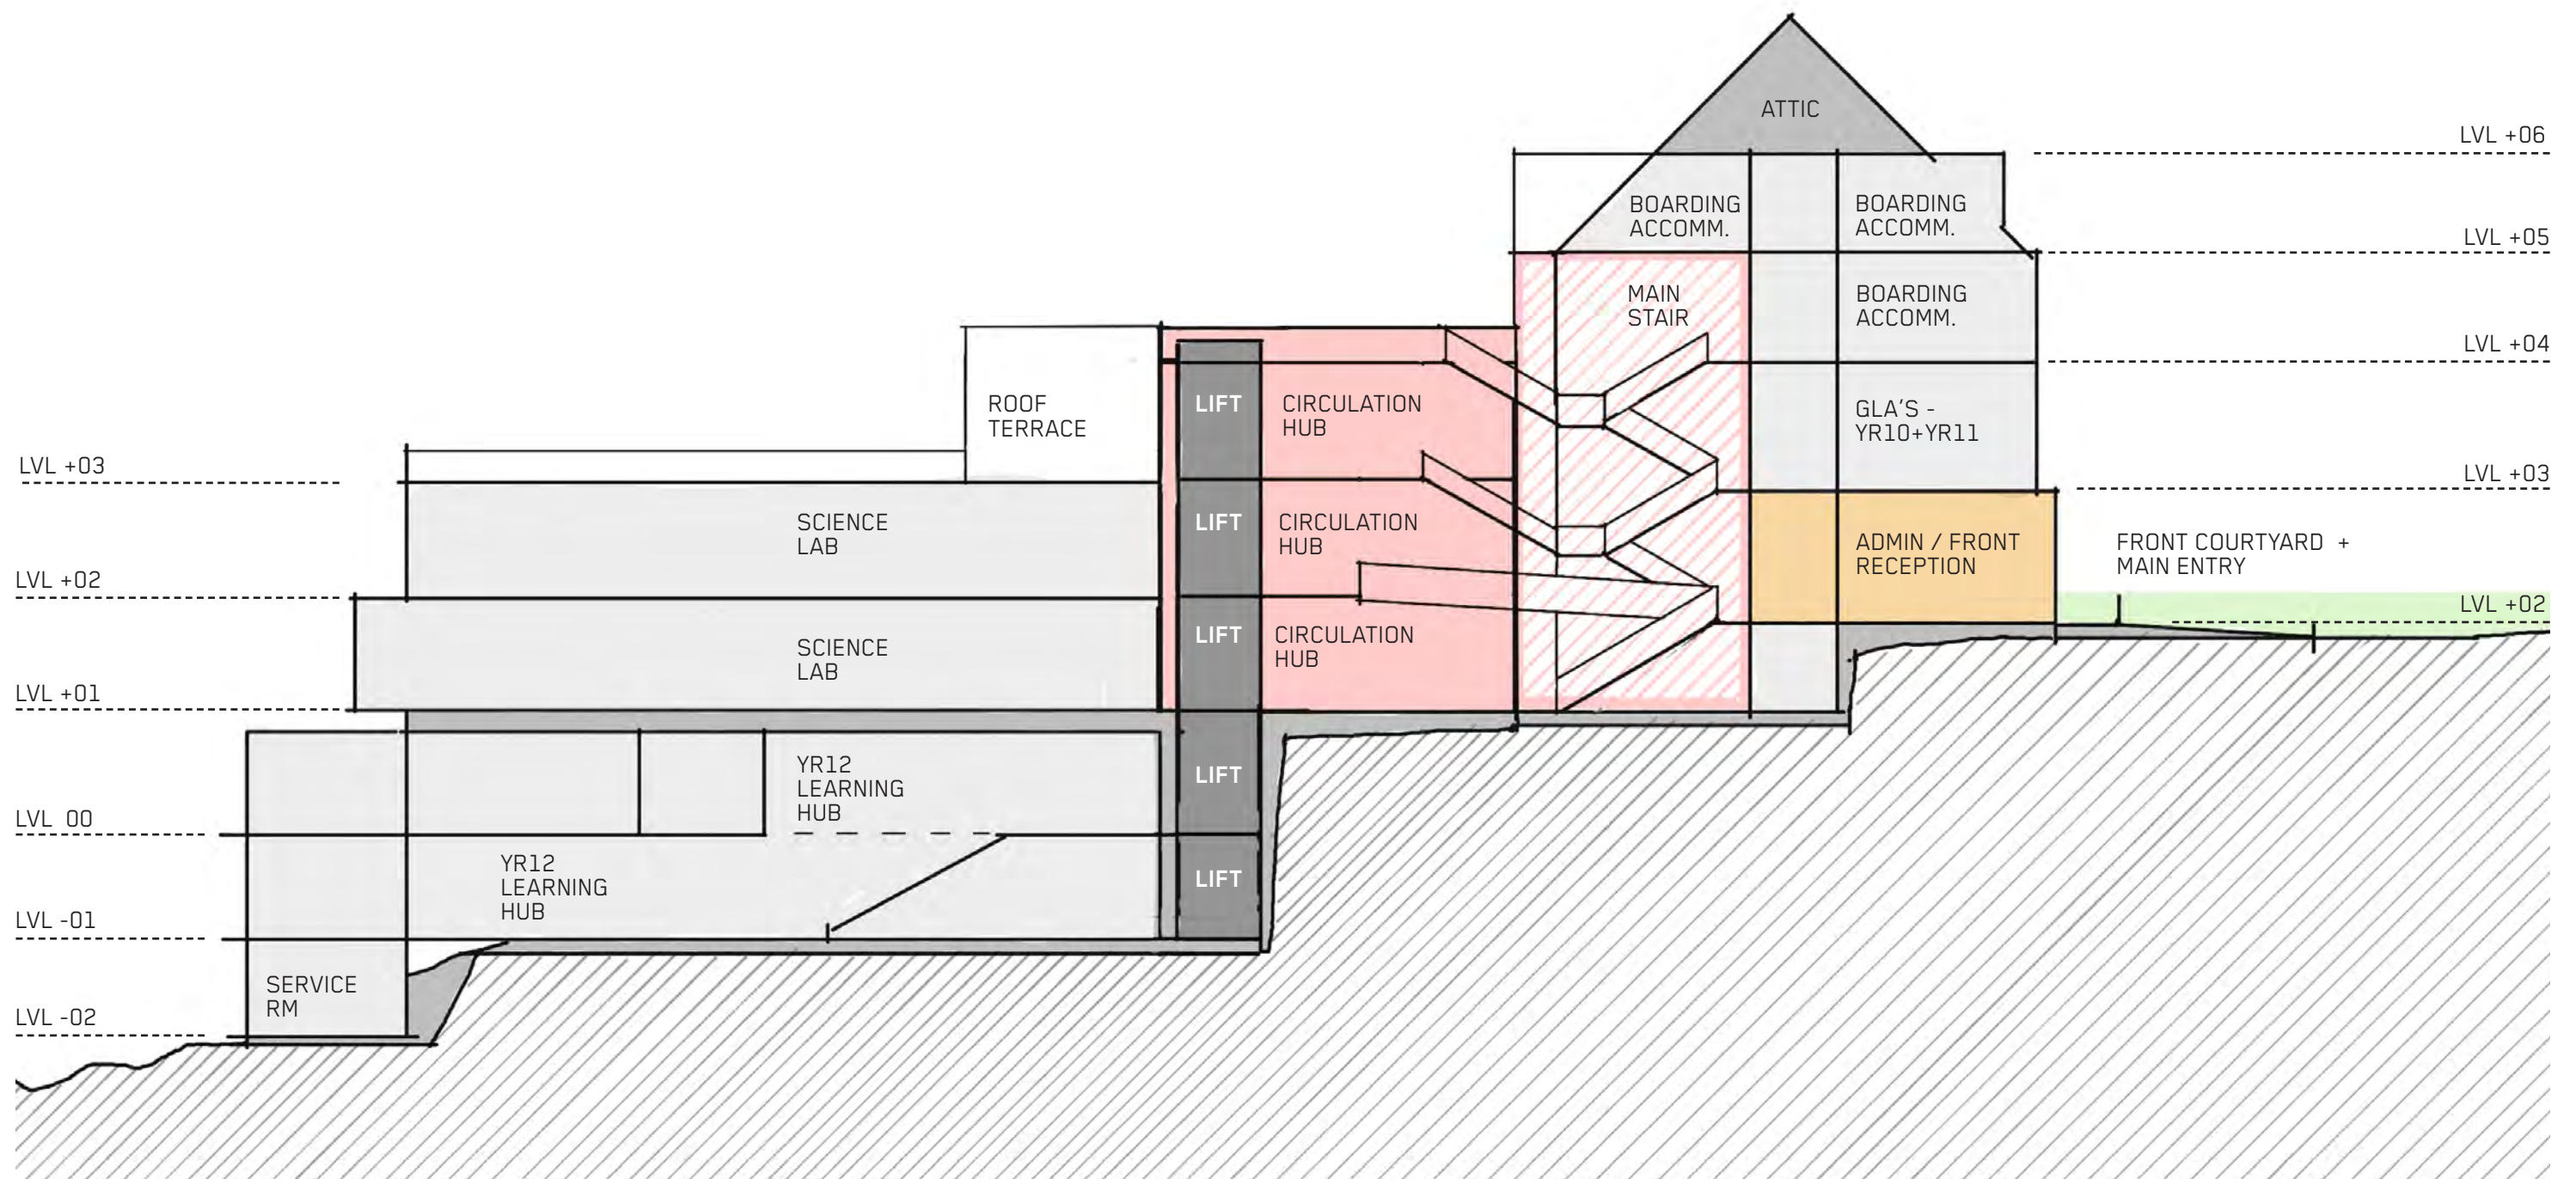 ATTIC
LVL +06
BOARDING
ACCOMM.
BOARDING
ACCOMM.
LVL +05
MAIN
STAIR
BOARDING
ACCOMM.
LVL +04
ROOF
TERRACE
LIFT
CIRCULATION
HUB
GLA'S -
YR10+YR11
LVL +03
LVL +03
SCIENCE
LAB
LIFT
CIRCULATION
HUB
ADMIN / FRONT
RECEPTION
FRONT COURTYARD +
MAIN ENTRY
LVL +02
LVL +02
SCIENCE
LAB
LIFT
CIRCULATION
HUB
LVL +01
YR12
LEARNING
HUB
LIFT
LVL 00
YR12
LEARNING
HUB
LIFT
LVL -01
SERVICE
RM
LVL -02